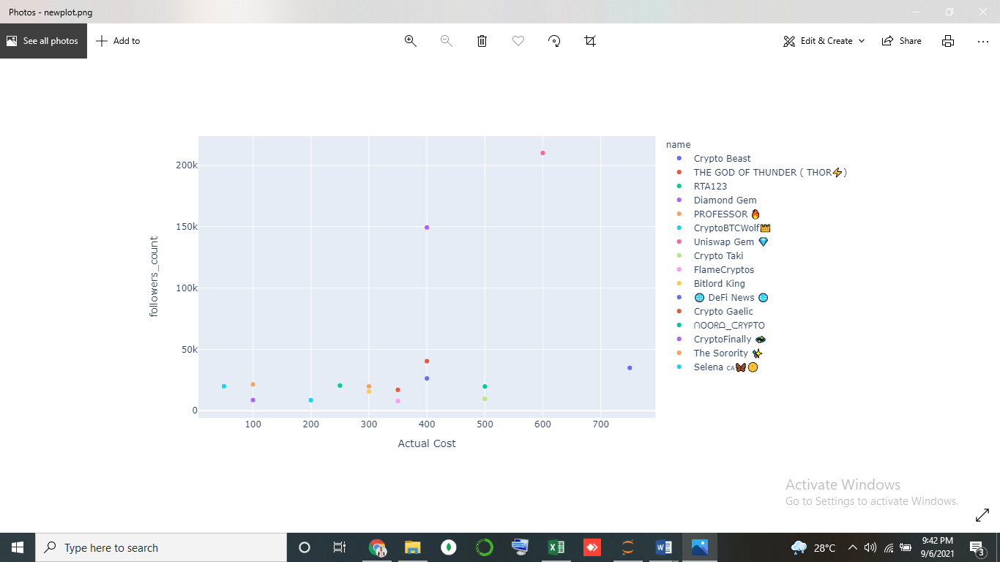 Photos - newplot.png
See all photos
Add to
Edit & Create
Share
200k
150k
100k
50k
0
followers_count
100 200 300 400 500 600 700
Actual Cost
name
Crypto Beast
THE GOD OF THUNDER ( THOR⚡)
RTA123
Diamond Gem
PROFESSOR 🔥
CryptoBTCWolf👑
Uniswap Gem 💎
Crypto Taki
FlameCryptos
Bitlord King
🌐 DeFi News 🌐
Crypto Gaelic
ᑎOOᖇᗩ_ᑕᖇYᑭTO
CryptoFinally
The Sorority ✨
Selena ᴄᴀ🦋
Activate Windows
Go to Settings to activate Windows.
Type here to search
28°C
9:42 PM
9/6/2021
3